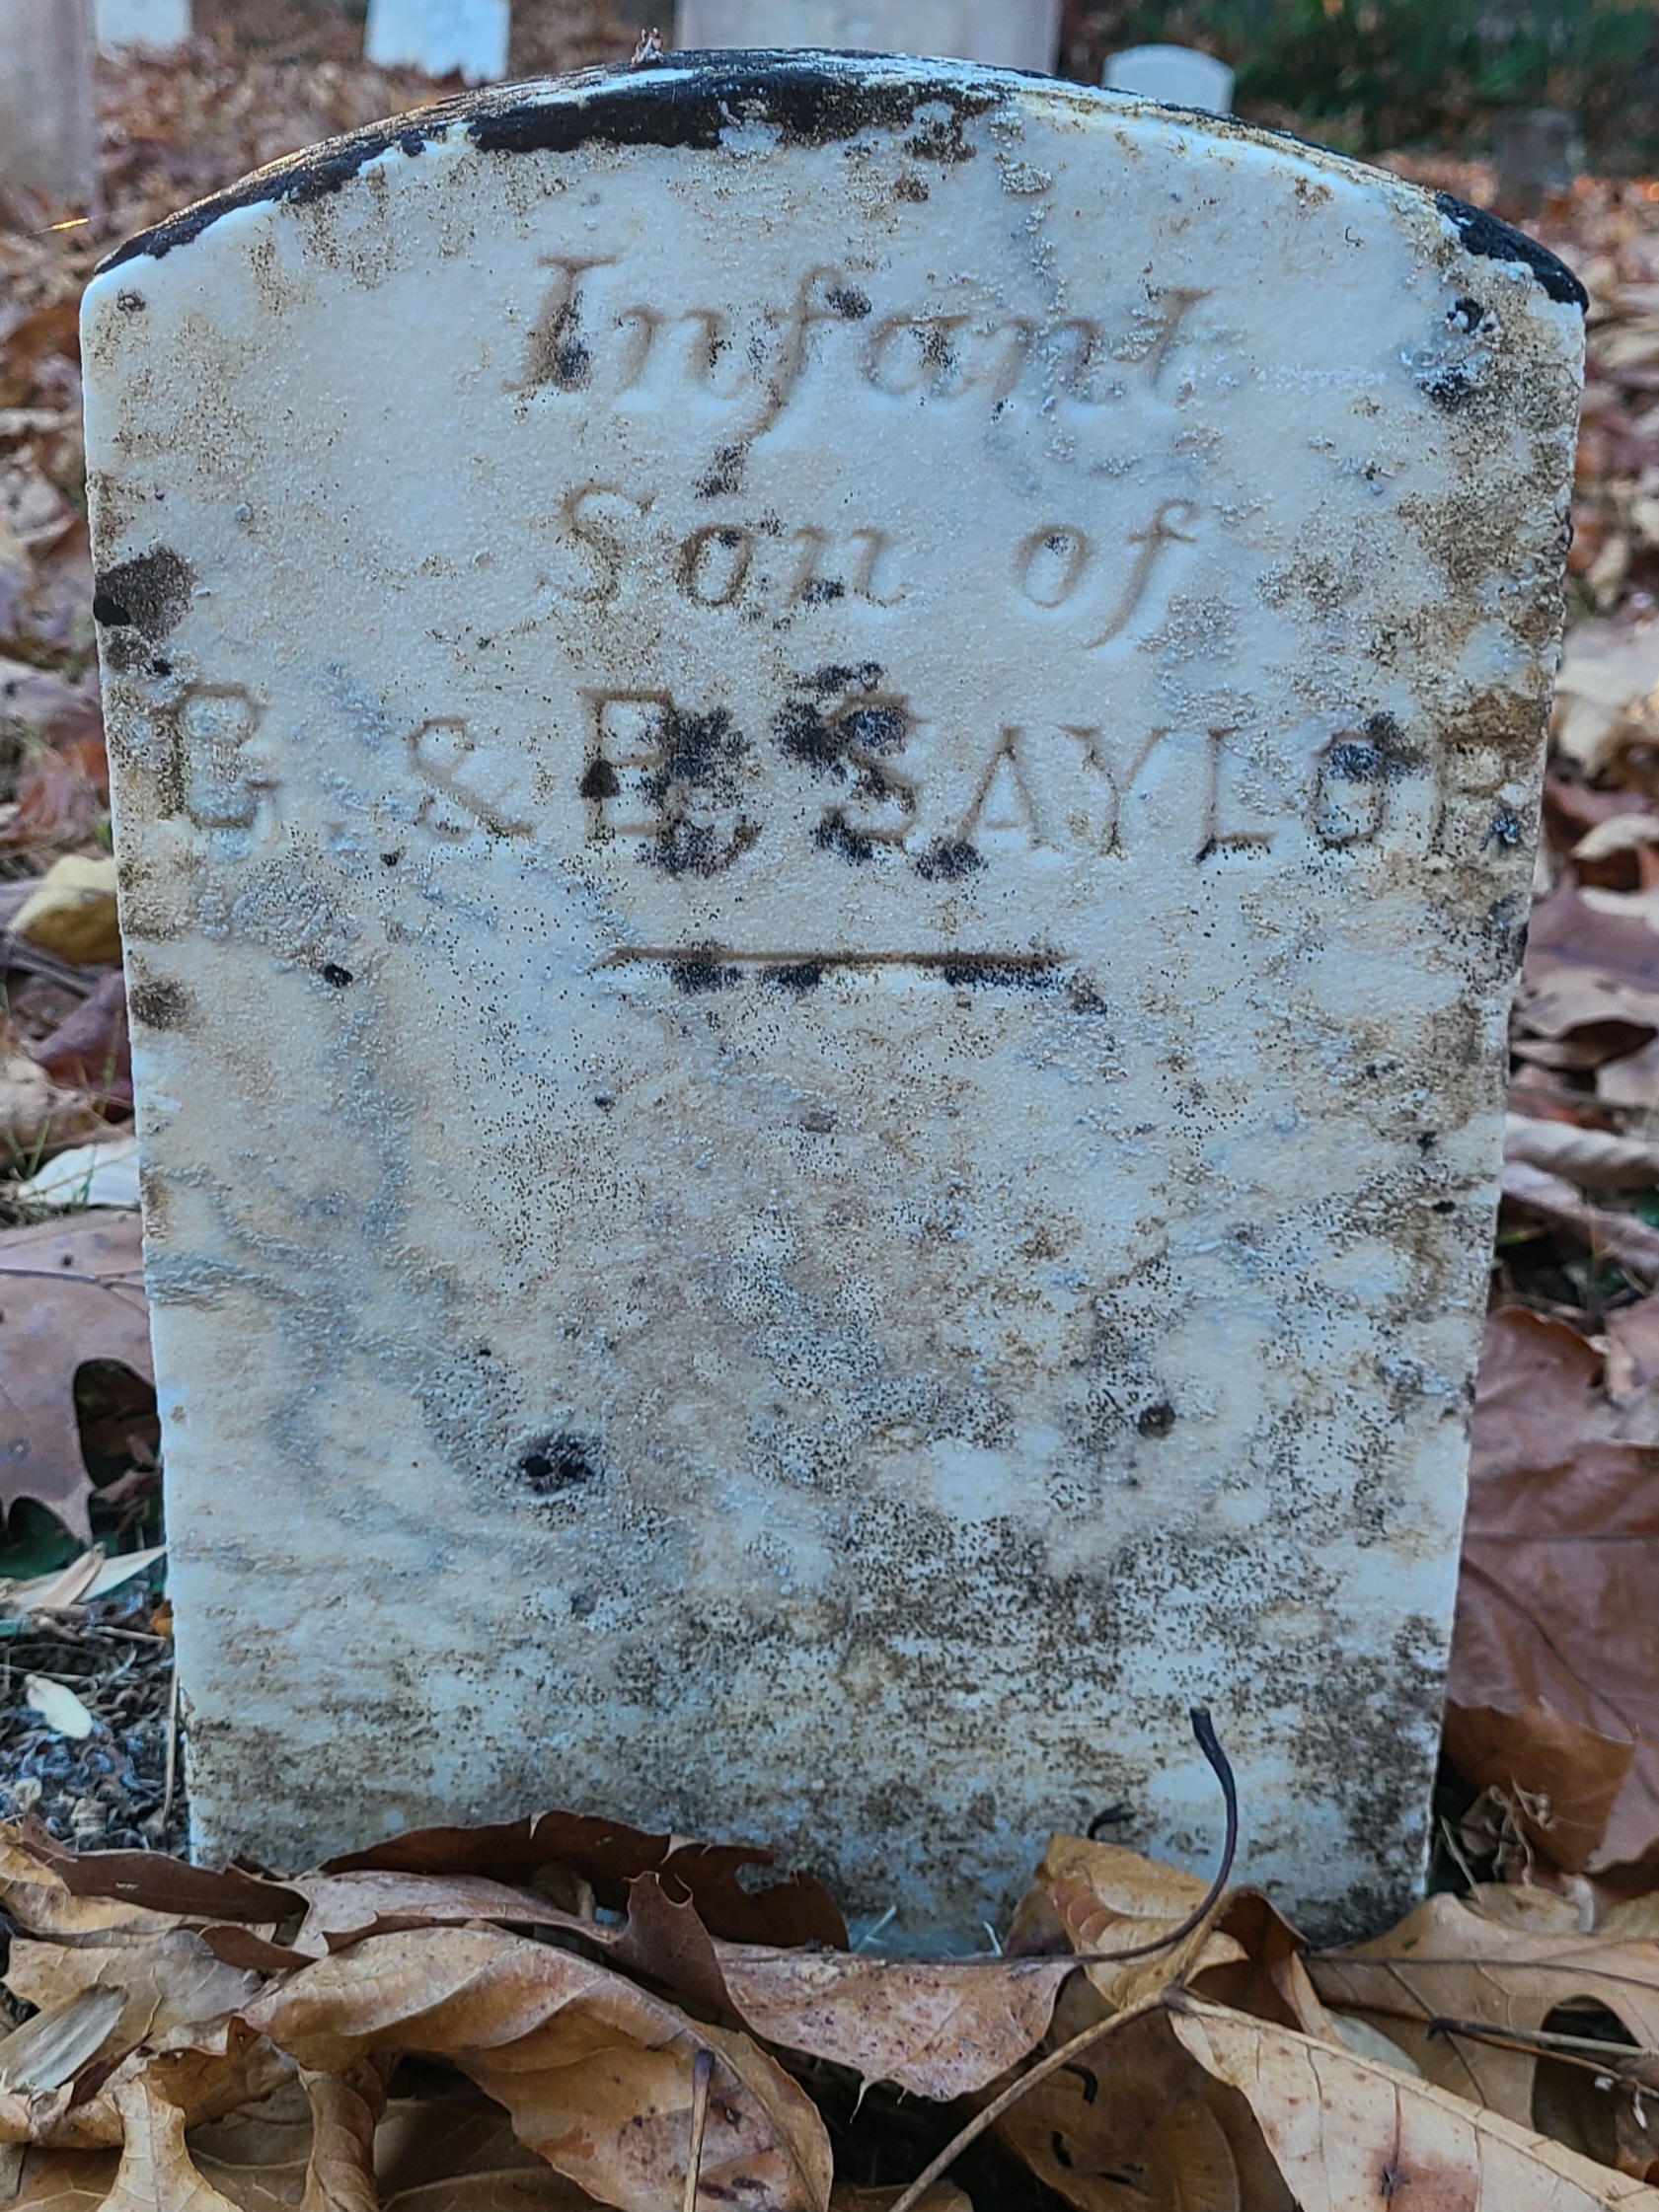 Infant
Son of
& E. SAYLOR